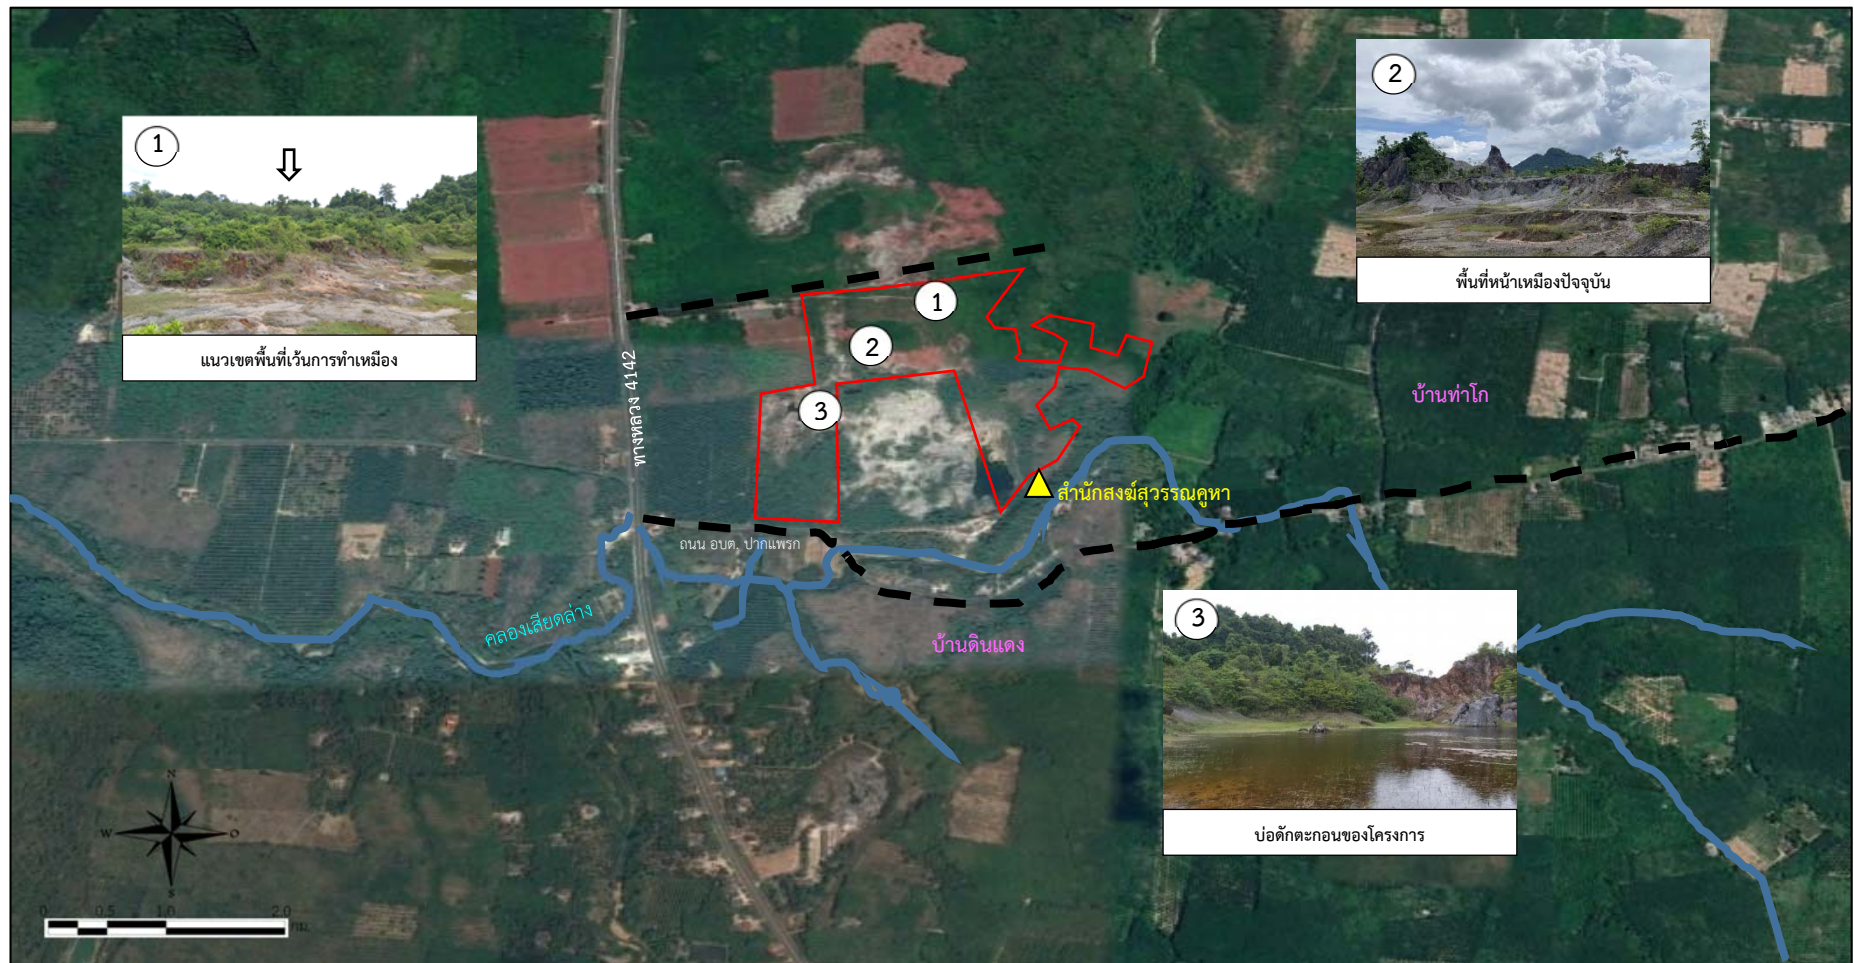 1
แนวเขตพื้นที่เว้นการทำเหมือง
2
พื้นที่หน้าเหมืองปัจจุบัน
ทางหลวง 4142
1
2
3
บ้านท่าโก
สำนักสงฆ์สุวรรณคูหา
ถนน อบต. ปากแพรก
คลองเสียดล่าง
บ้านดินแดง
3
บ่อดักตะกอนของโครงการ
N
W
O
S
0 0.5 1.0 2.0
กม.